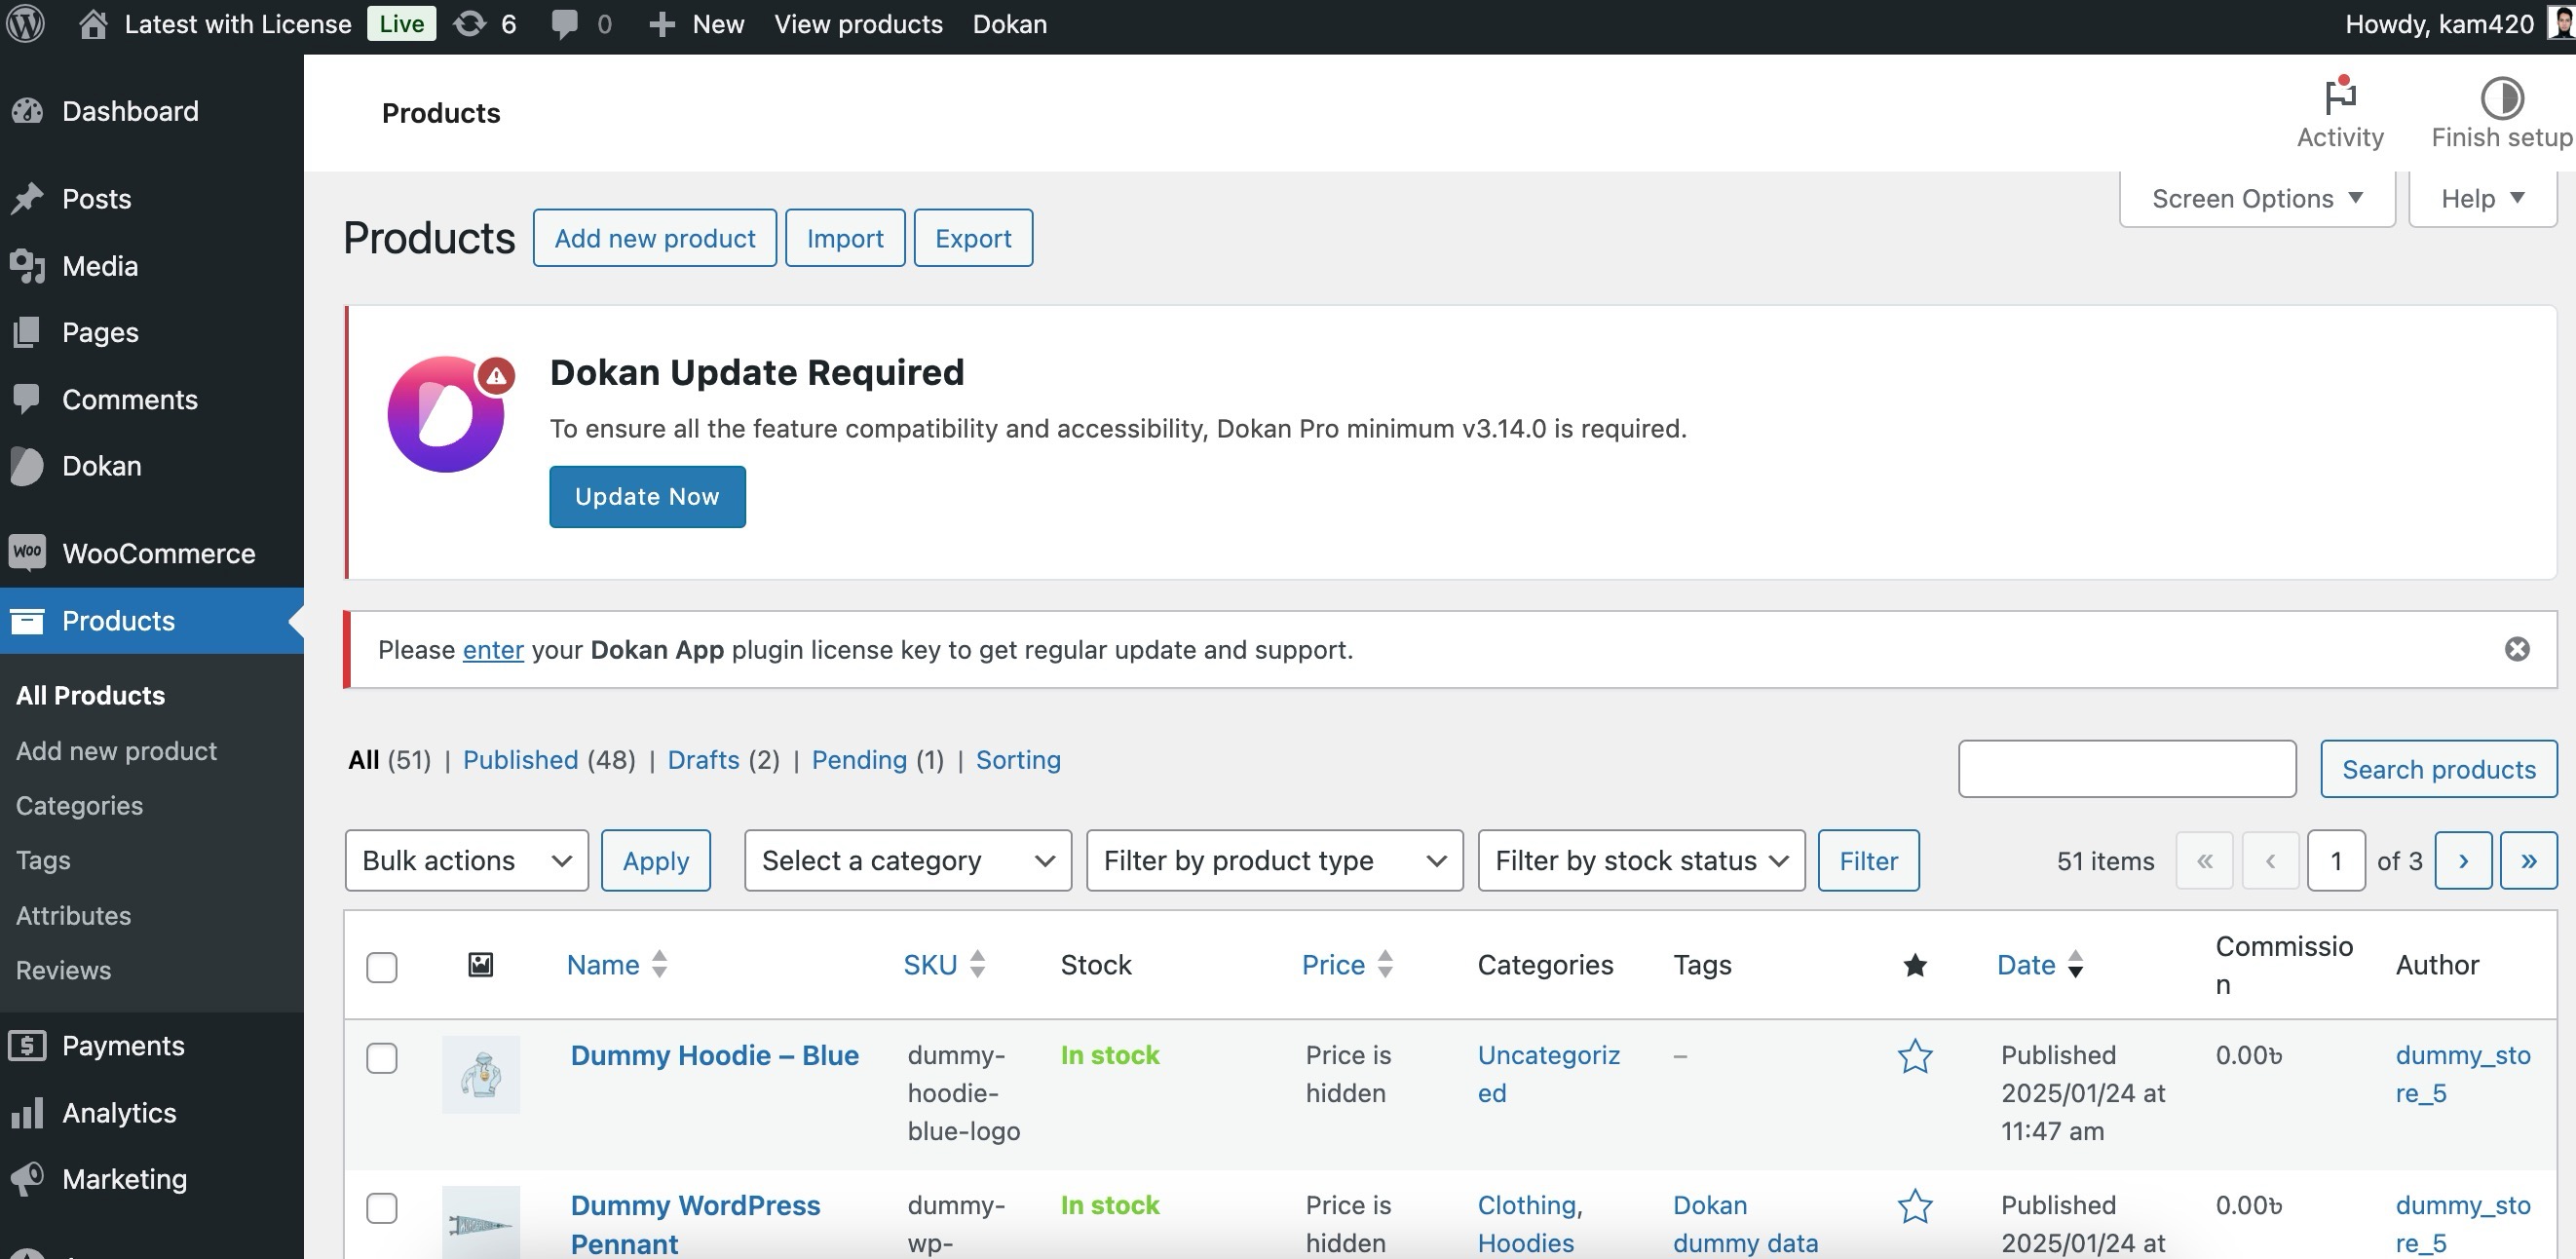 Latest with License Live 6 0 New View products Dokan Howdy, kam420
Dashboard
Posts
Media
Pages
Comments
Dokan
Woo WooCommerce
Products
All Products
Add new product
Categories
Tags
Attributes
Reviews
Payments
Analytics
Marketing
Products
Activity
Finish setup
Screen Options
Help
Products Add new product Import Export
Dokan Update Required
To ensure all the feature compatibility and accessibility, Dokan Pro minimum v3.14.0 is required.
Update Now
Please enter your Dokan App plugin license key to get regular update and support.
All (51) | Published (48) | Drafts (2) | Pending (1) | Sorting
Search products
Bulk actions Apply Select a category Filter by product type Filter by stock status Filter 51 items « ‹ 1 of 3 › »
Name SKU Stock Price Categories Tags Date Commissio
n Author
Dummy Hoodie – Blue
dummy-
hoodie-
blue-logo
In stock
Price is
hidden
Uncategoriz
ed
–
Published
2025/01/24 at
11:47 am
0.00৳
dummy_sto
re_5
Dummy WordPress
Pennant
dummy-
wp-
In stock
Price is
hidden
Clothing,
Hoodies
Dokan
dummy data
Published
2025/01/24 at
0.00৳
dummy_sto
re_5